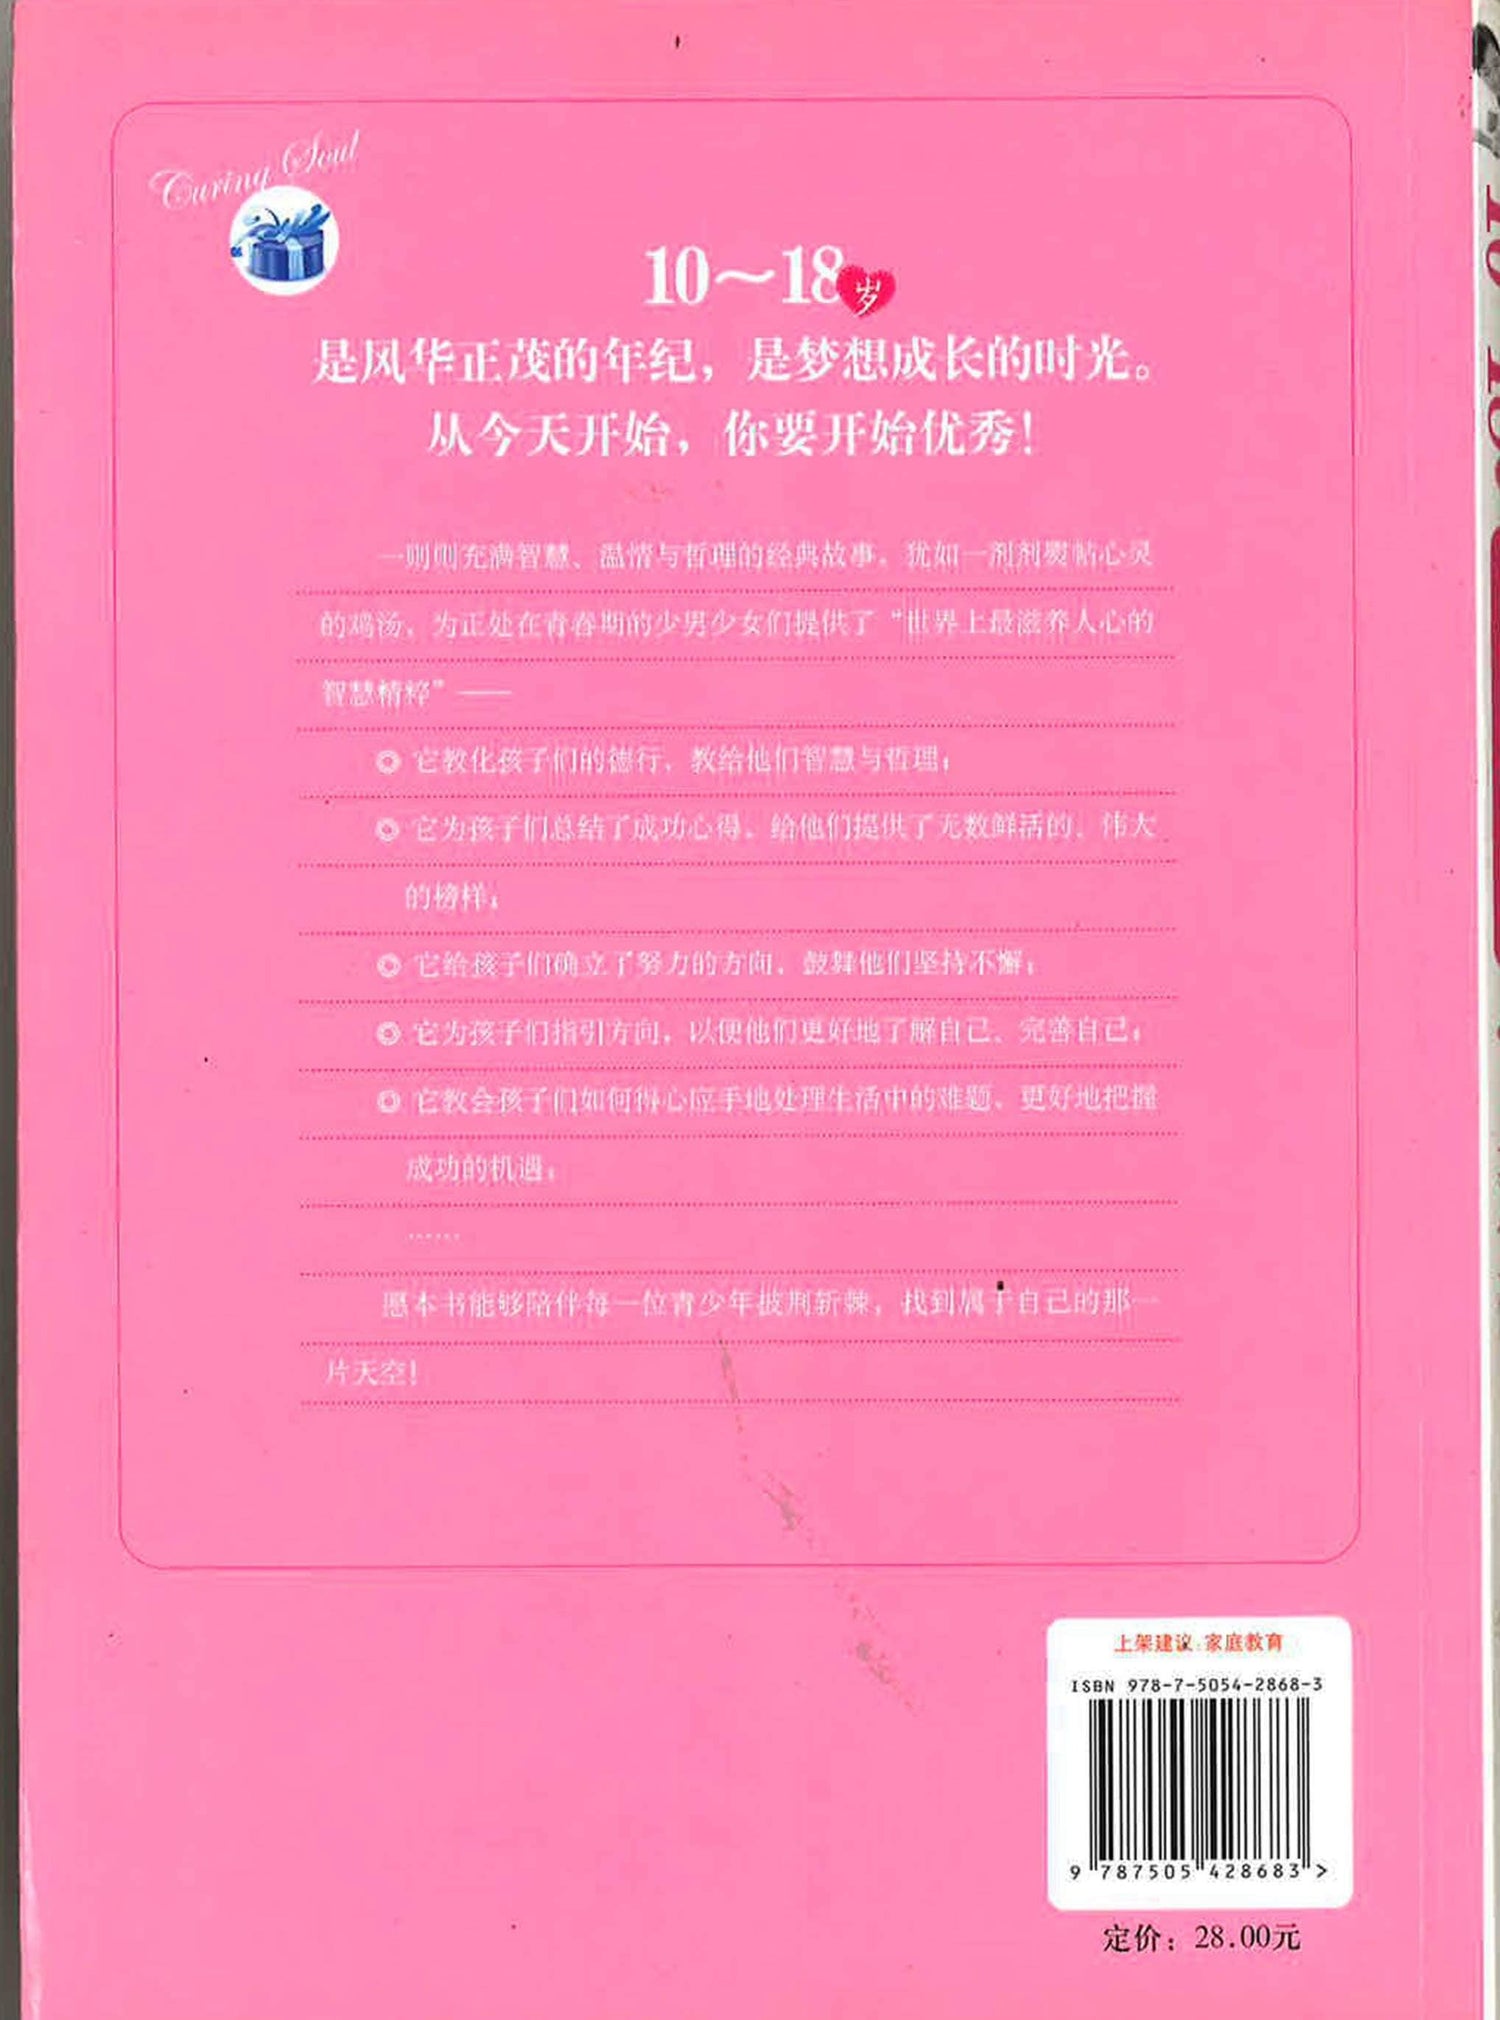 Curing Soul
10～18岁
是风华正茂的年纪，是梦想成长的时光。
从今天开始，你要开始优秀！
一则则充满智慧、温情与哲理的经典故事，犹如一剂剂熨帖心灵
的鸡汤，为正处在青春期的少男少女们提供了“世界上最滋养人心的
智慧精粹”——
◎ 它教化孩子们的德行，教给他们智慧与哲理；
◎ 它为孩子们总结了成功心得，给他们提供了无数鲜活的、伟大
的榜样；
◎ 它给孩子们确立了努力的方向，鼓舞他们坚持不懈；
◎ 它为孩子们指引方向，以便他们更好地了解自己、完善自己；
◎ 它教会孩子们如何得心应手地处理生活中的难题，更好地把握
成功的机遇；
……
愿本书能够陪伴每一位青少年披荆斩棘，找到属于自己的那一
片天空！
上架建议：家庭教育
ISBN 978-7-5054-2868-3
9 787505 428683 >
定价：28.00元
10-18